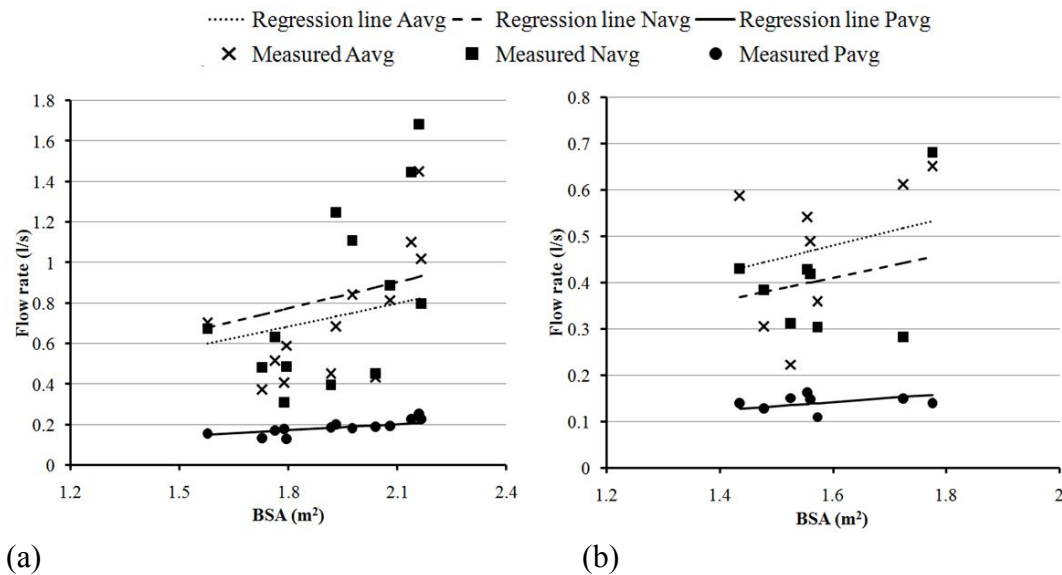 Regression line Aavg Regression line Navg Regression line Pavg
Measured Aavg Measured Navg Measured Pavg
Flow rate (l/s)
1.8
1.6
1.4
1.2
1
0.8
0.6
0.4
0.2
0
1.2 1.5 1.8 2.1 2.4
BSA (m²)
(a)
Flow rate (l/s)
0.8
0.7
0.6
0.5
0.4
0.3
0.2
0.1
0
1.2 1.4 1.6 1.8 2
BSA (m²)
(b)